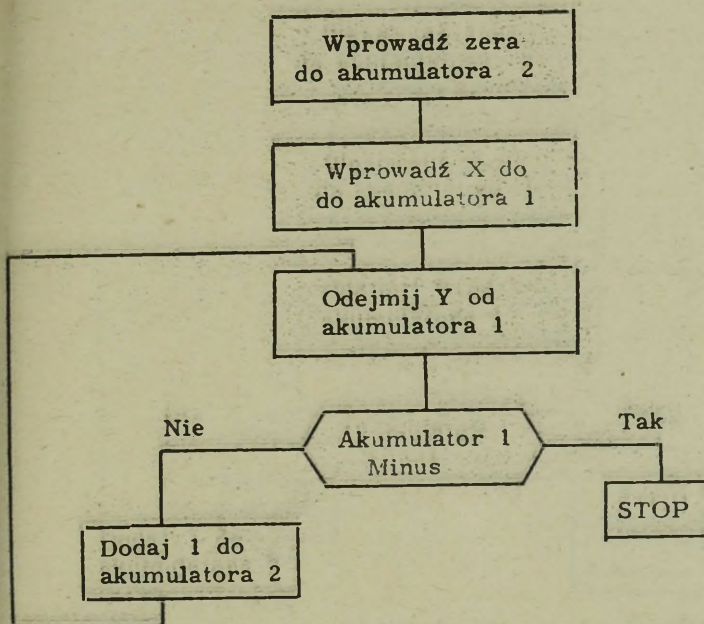 Wprowadź zera
do akumulatora 2
Wprowadź X do
do akumulatora 1
Odejmij Y od
akumulatora 1
Nie
Akumulator 1
Minus
Tak
STOP
Dodaj 1 do
akumulatora 2